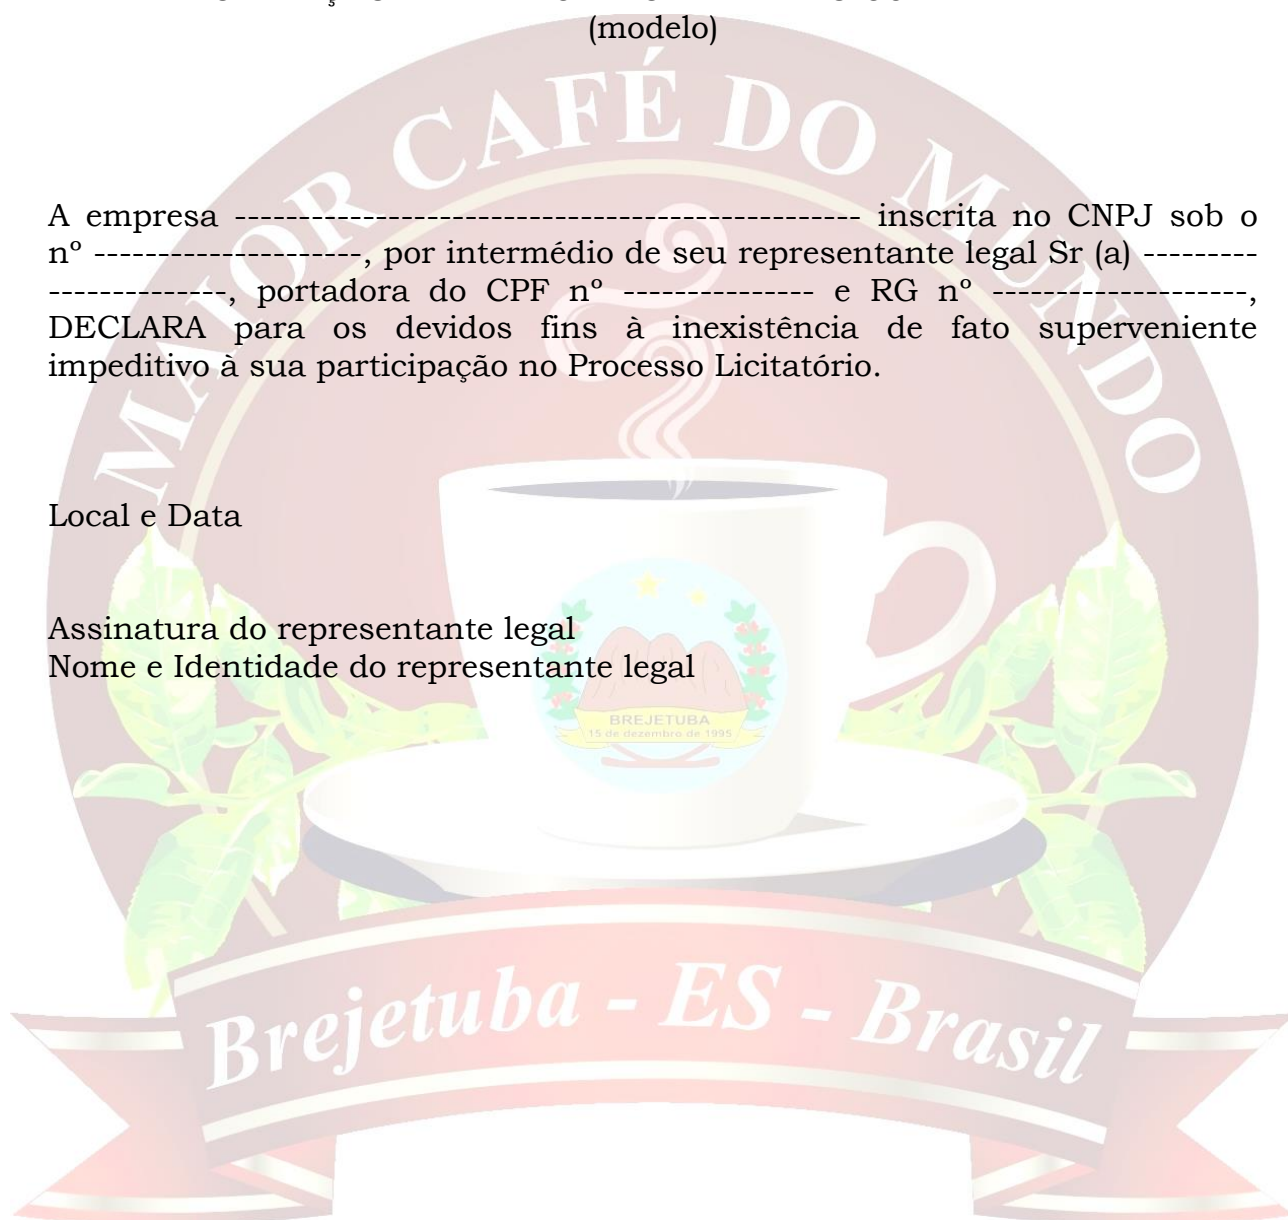 (modelo)
MAIOR CAFÉ DO MUNDO
A empresa ------------------------------------------------- inscrita no CNPJ sob o
nº ---------------------, por intermédio de seu representante legal Sr (a) ---------
--------------, portadora do CPF nº --------------- e RG nº --------------------,
DECLARA para os devidos fins à inexistência de fato superveniente
impeditivo à sua participação no Processo Licitatório.
Local e Data
Assinatura do representante legal
Nome e Identidade do representante legal
BREJETUBA
15 de dezembro de 1995
Brejetuba - ES - Brasil